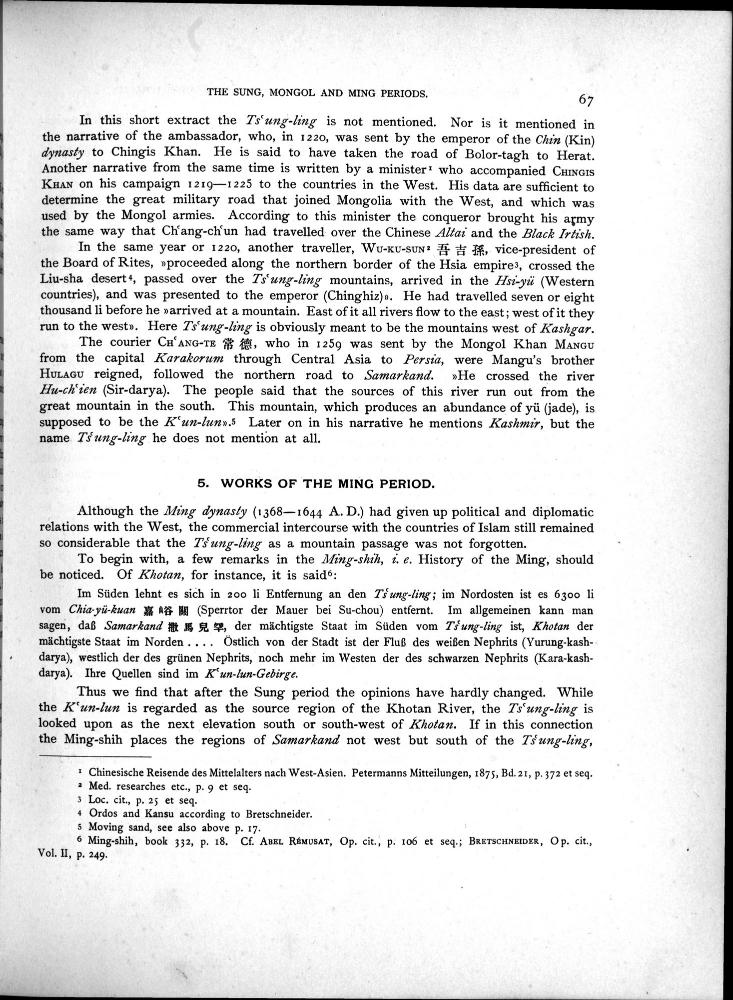 THE SUNG, MONGOL AND MING PERIODS.
67
In this short extract the Ts‘ung-ling is not mentioned. Nor is it mentioned in
the narrative of the ambassador, who, in 1220, was sent by the emperor of the Chin (Kin)
dynasty to Chingis Khan. He is said to have taken the road of Bolor-tagh to Herat.
Another narrative from the same time is written by a minister¹ who accompanied CHINGIS
KHAN on his campaign 1219—1225 to the countries in the West. His data are sufficient to
determine the great military road that joined Mongolia with the West, and which was
used by the Mongol armies. According to this minister the conqueror brought his army
the same way that Ch‘ang-ch‘un had travelled over the Chinese Altai and the Black Irtish.
In the same year or 1220, another traveller, WU-KU-SUN² 吾吉孫, vice-president of
the Board of Rites, »proceeded along the northern border of the Hsia empire³, crossed the
Liu-sha desert⁴, passed over the Ts‘ung-ling mountains, arrived in the Hsi-yü (Western
countries), and was presented to the emperor (Chinghiz)». He had travelled seven or eight
thousand li before he »arrived at a mountain. East of it all rivers flow to the east; west of it they
run to the west». Here Ts‘ung-ling is obviously meant to be the mountains west of Kashgar.
The courier CH‘ANG-TE 常德, who in 1259 was sent by the Mongol Khan MANGU
from the capital Karakorum through Central Asia to Persia, were Mangu's brother
HULAGU reigned, followed the northern road to Samarkand. »He crossed the river
Hu-ch‘ien (Sir-darya). The people said that the sources of this river run out from the
great mountain in the south. This mountain, which produces an abundance of yü (jade), is
supposed to be the K‘un-lun».⁵ Later on in his narrative he mentions Kashmir, but the
name Ts‘ung-ling he does not mention at all.
5. WORKS OF THE MING PERIOD.
Although the Ming dynasty (1368—1644 A. D.) had given up political and diplomatic
relations with the West, the commercial intercourse with the countries of Islam still remained
so considerable that the Ts‘ung-ling as a mountain passage was not forgotten.
To begin with, a few remarks in the Ming-shih, i. e. History of the Ming, should
be noticed. Of Khotan, for instance, it is said⁶:
Im Süden lehnt es sich in 200 li Entfernung an den Ts‘ung-ling; im Nordosten ist es 6300 li
vom Chia-yü-kuan 嘉峪關 (Sperrtor der Mauer bei Su-chou) entfernt. Im allgemeinen kann man
sagen, daß Samarkand 撒馬兒罕, der mächtigste Staat im Süden vom Ts‘ung-ling ist, Khotan der
mächtigste Staat im Norden . . . . Östlich von der Stadt ist der Fluß des weißen Nephrits (Yurung-kash-
darya), westlich der des grünen Nephrits, noch mehr im Westen der des schwarzen Nephrits (Kara-kash-
darya). Ihre Quellen sind im K‘un-lun-Gebirge.
Thus we find that after the Sung period the opinions have hardly changed. While
the K‘un-lun is regarded as the source region of the Khotan River, the Ts‘ung-ling is
looked upon as the next elevation south or south-west of Khotan. If in this connection
the Ming-shih places the regions of Samarkand not west but south of the Ts‘ung-ling,
¹ Chinesische Reisende des Mittelalters nach West-Asien. Petermanns Mitteilungen, 1875, Bd. 21, p. 372 et seq.
² Med. researches etc., p. 9 et seq.
³ Loc. cit., p. 25 et seq.
⁴ Ordos and Kansu according to Bretschneider.
⁵ Moving sand, see also above p. 17.
⁶ Ming-shih, book 332, p. 18. Cf. ABEL RÉMUSAT, Op. cit., p. 106 et seq.; BRETSCHNEIDER, Op. cit.,
Vol. II, p. 249.